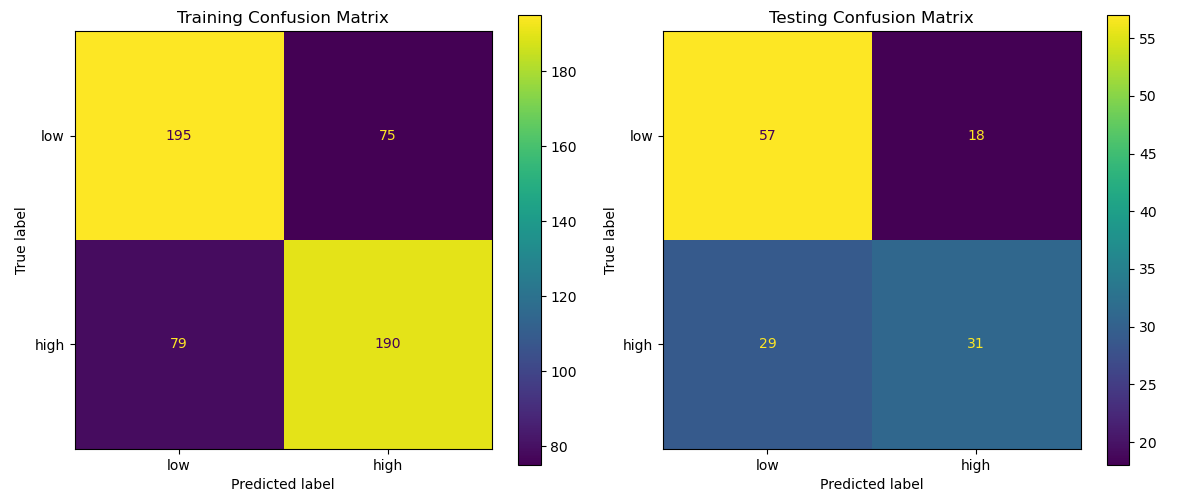 Training Confusion Matrix
True label
low
high
195
75
79
190
low
high
Predicted label
180
160
140
120
100
80
Testing Confusion Matrix
True label
low
high
57
18
29
31
low
high
Predicted label
55
50
45
40
35
30
25
20